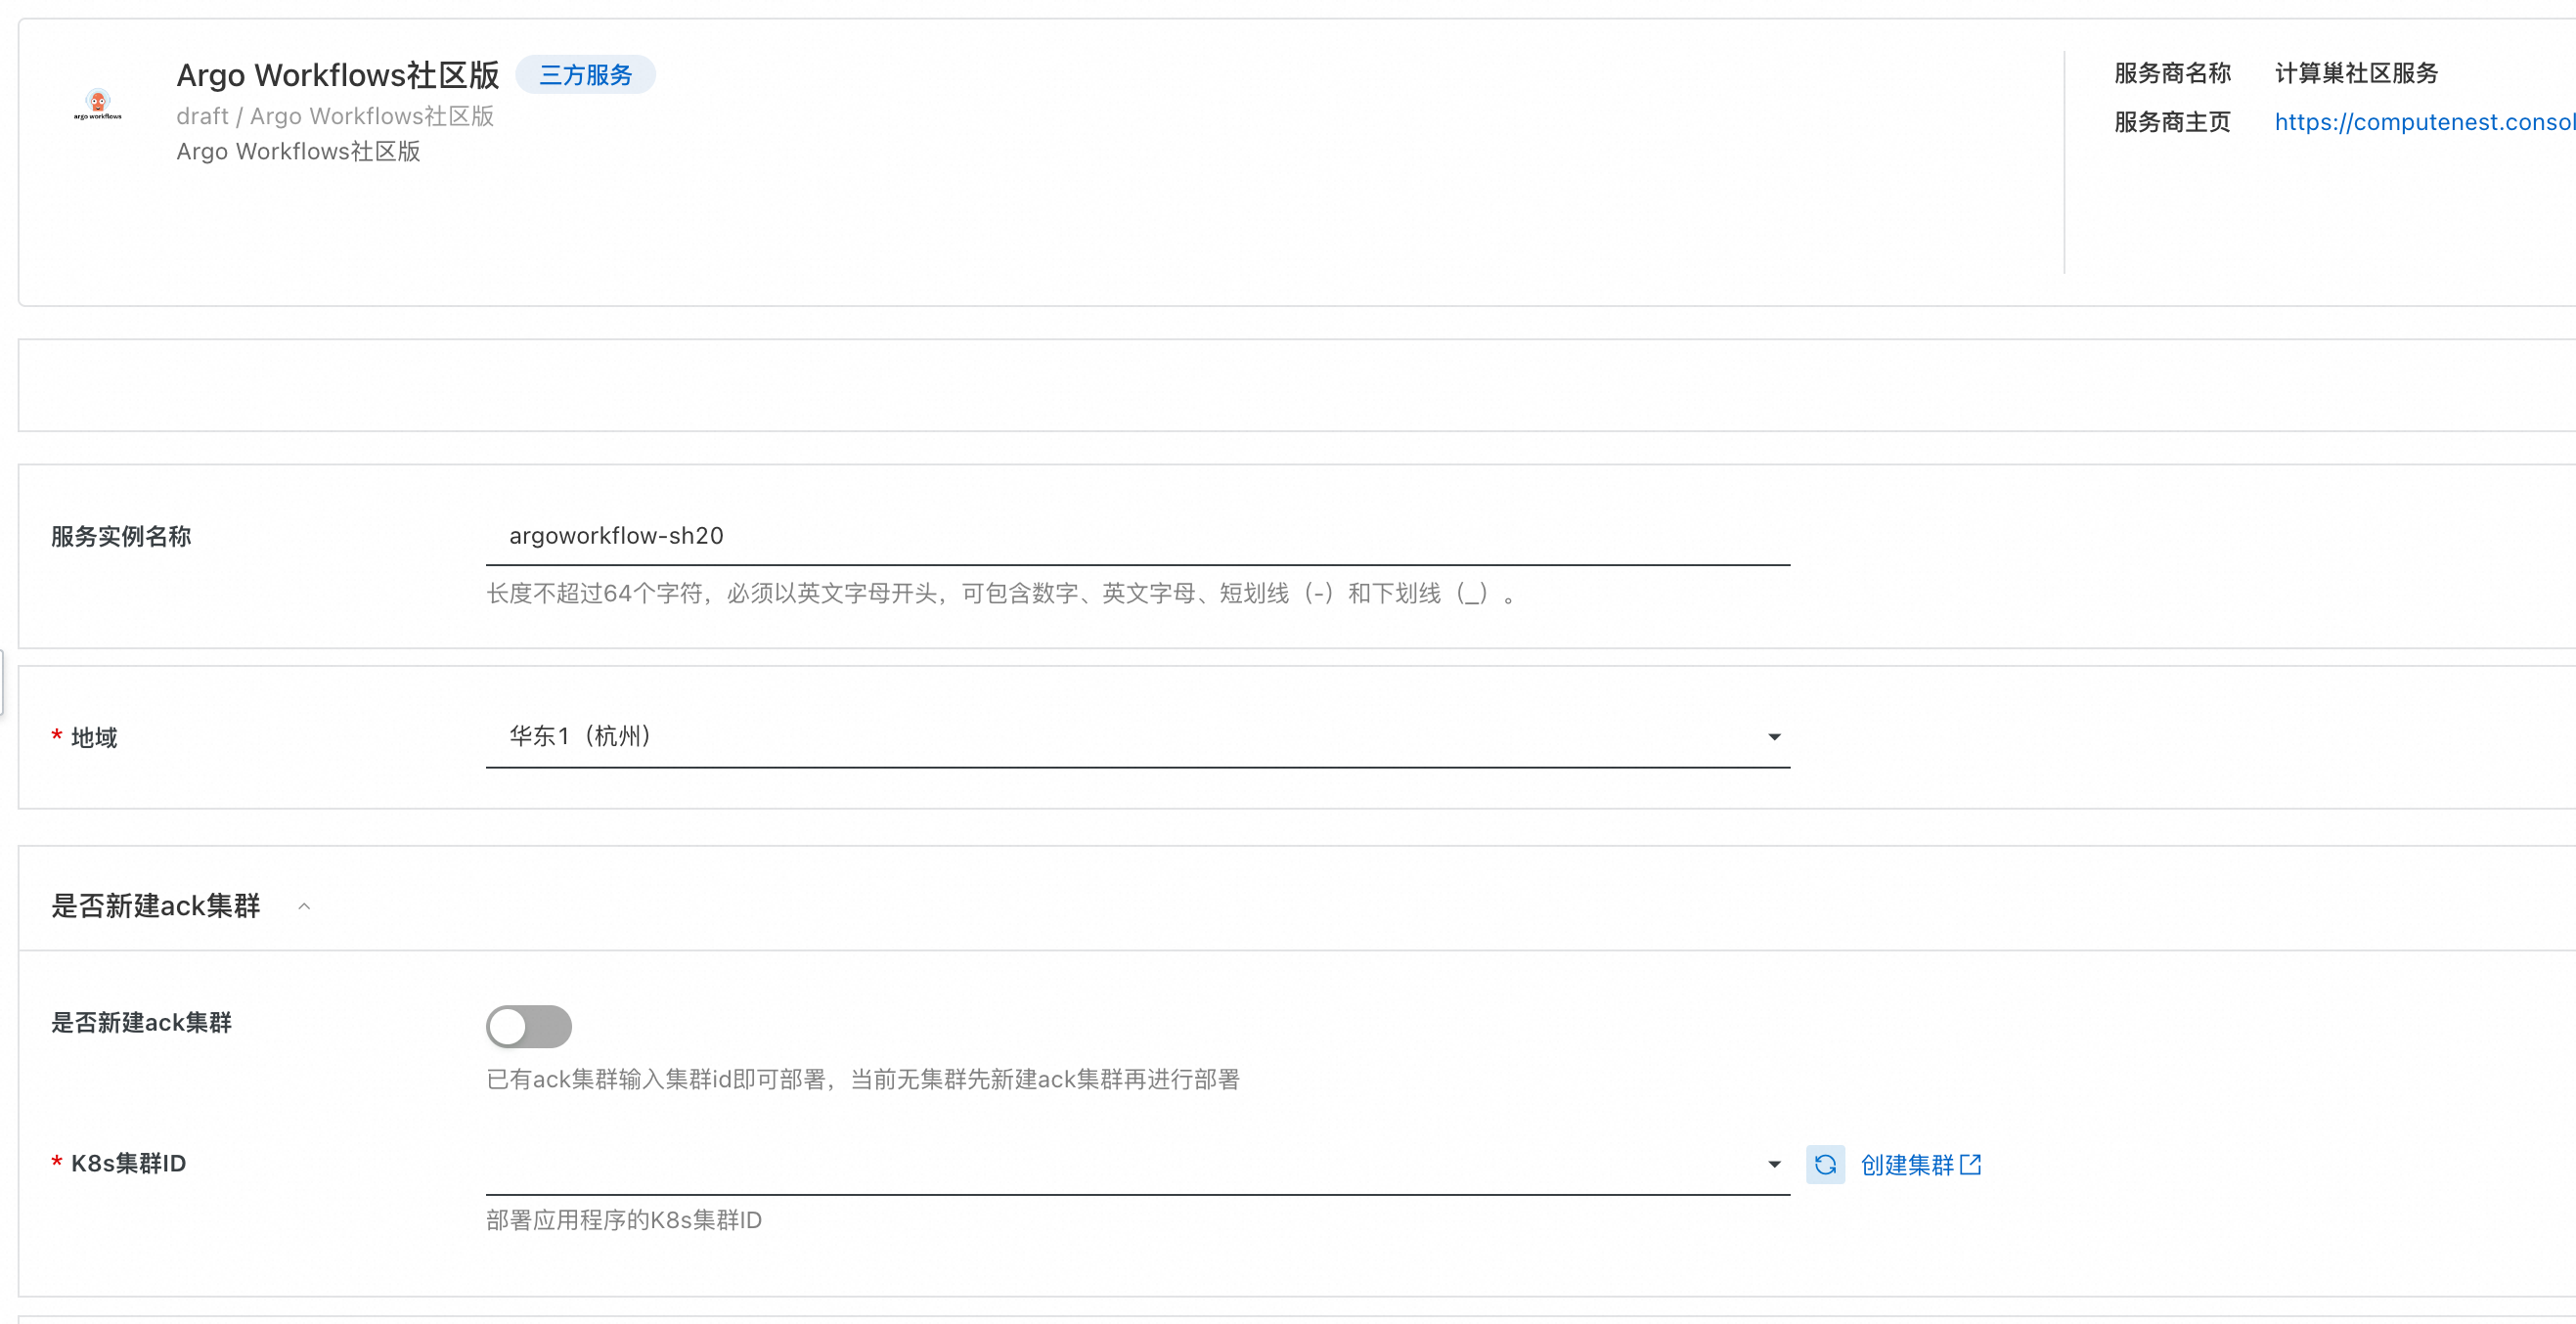 Argo Workflows社区版 三方服务
draft / Argo Workflows社区版
Argo Workflows社区版
argo workflows
服务商名称 计算巢社区服务
服务商主页 https://computenest.consol
服务实例名称 argoworkflow-sh20
长度不超过64个字符，必须以英文字母开头，可包含数字、英文字母、短划线（-）和下划线（_）。
* 地域 华东1（杭州）
是否新建ack集群
是否新建ack集群
已有ack集群输入集群id即可部署，当前无集群先新建ack集群再进行部署
* K8s集群ID 创建集群
部署应用程序的K8s集群ID